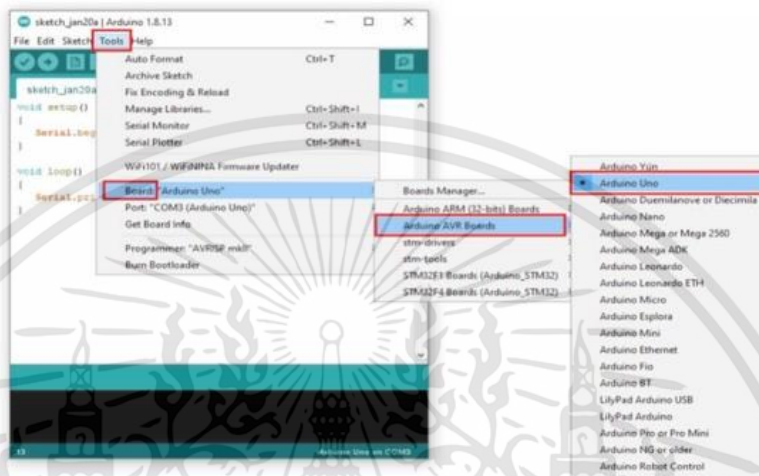 sketch_jan20a | Arduino 1.8.13
File Edit Sketch Tools Help
sketch_jan20a
void setup()
{
Serial.beg
}
void loop()
{
Serial.pr
}
Auto Format Ctrl+T
Archive Sketch
Fix Encoding & Reload
Manage Libraries... Ctrl+Shift+I
Serial Monitor Ctrl+Shift+M
Serial Plotter Ctrl+Shift+L
WiFi101 / WiFiNINA Firmware Updater
Board: "Arduino Uno"
Port: "COM3 (Arduino Uno)"
Get Board Info
Programmer: "AVRISP mkII"
Burn Bootloader
Boards Manager...
Arduino ARM (32-bits) Boards
Arduino AVR Boards
stm-drivers
stm-tools
STM32F1 Boards (Arduino_STM32)
STM32F4 Boards (Arduino_STM32)
Arduino Yún
Arduino Uno
Arduino Duemilanove or Diecimila
Arduino Nano
Arduino Mega or Mega 2560
Arduino Mega ADK
Arduino Leonardo
Arduino Leonardo ETH
Arduino Micro
Arduino Esplora
Arduino Mini
Arduino Ethernet
Arduino Fio
Arduino BT
LilyPad Arduino USB
LilyPad Arduino
Arduino Pro or Pro Mini
Arduino NG or older
Arduino Robot Control
13
Arduino Uno on COM3